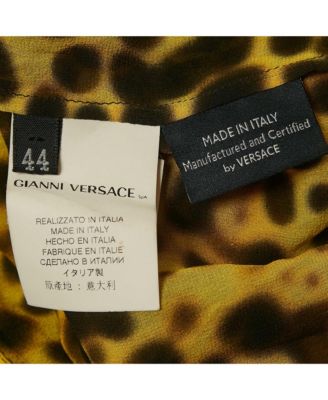 44
GIANNI VERSACE SpA
REALIZZATO IN ITALIA
MADE IN ITALY
HECHO EN ITALIA
FABRIQUE EN ITALIE
СДЕЛАНО В ИТАЛИИ
イタリア製
原產地：意大利
MADE IN ITALY
Manufactured and Certified
by VERSACE